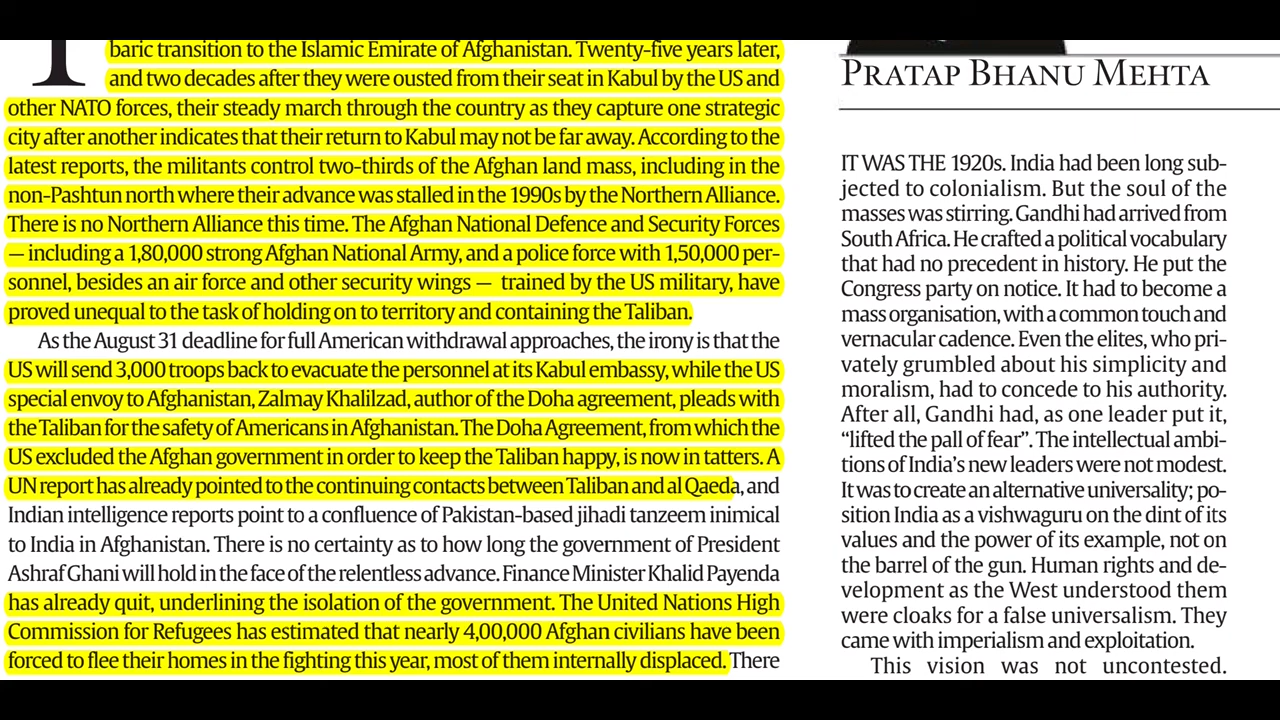 T
baric transition to the Islamic Emirate of Afghanistan. Twenty-five years later,
and two decades after they were ousted from their seat in Kabul by the US and
other NATO forces, their steady march through the country as they capture one strategic
city after another indicates that their return to Kabul may not be far away. According to the
latest reports, the militants control two-thirds of the Afghan land mass, including in the
non-Pashtun north where their advance was stalled in the 1990s by the Northern Alliance.
There is no Northern Alliance this time. The Afghan National Defence and Security Forces
— including a 1,80,000 strong Afghan National Army, and a police force with 1,50,000 per-
sonnel, besides an air force and other security wings — trained by the US military, have
proved unequal to the task of holding on to territory and containing the Taliban.
As the August 31 deadline for full American withdrawal approaches, the irony is that the
US will send 3,000 troops back to evacuate the personnel at its Kabul embassy, while the US
special envoy to Afghanistan, Zalmay Khalilzad, author of the Doha agreement, pleads with
the Taliban for the safety of Americans in Afghanistan. The Doha Agreement, from which the
US excluded the Afghan government in order to keep the Taliban happy, is now in tatters. A
UN report has already pointed to the continuing contacts between Taliban and al Qaeda, and
Indian intelligence reports point to a confluence of Pakistan-based jihadi tanzeem inimical
to India in Afghanistan. There is no certainty as to how long the government of President
Ashraf Ghani will hold in the face of the relentless advance. Finance Minister Khalid Payenda
has already quit, underlining the isolation of the government. The United Nations High
Commission for Refugees has estimated that nearly 4,00,000 Afghan civilians have been
forced to flee their homes in the fighting this year, most of them internally displaced. There
PRATAP BHANU MEHTA
IT WAS THE 1920s. India had been long sub-
jected to colonialism. But the soul of the
masses was stirring. Gandhi had arrived from
South Africa. He crafted a political vocabulary
that had no precedent in history. He put the
Congress party on notice. It had to become a
mass organisation, with a common touch and
vernacular cadence. Even the elites, who pri-
vately grumbled about his simplicity and
moralism, had to concede to his authority.
After all, Gandhi had, as one leader put it,
“lifted the pall of fear”. The intellectual ambi-
tions of India’s new leaders were not modest.
It was to create an alternative universality; po-
sition India as a vishwaguru on the dint of its
values and the power of its example, not on
the barrel of the gun. Human rights and de-
velopment as the West understood them
were cloaks for a false universalism. They
came with imperialism and exploitation.
This vision was not uncontested.